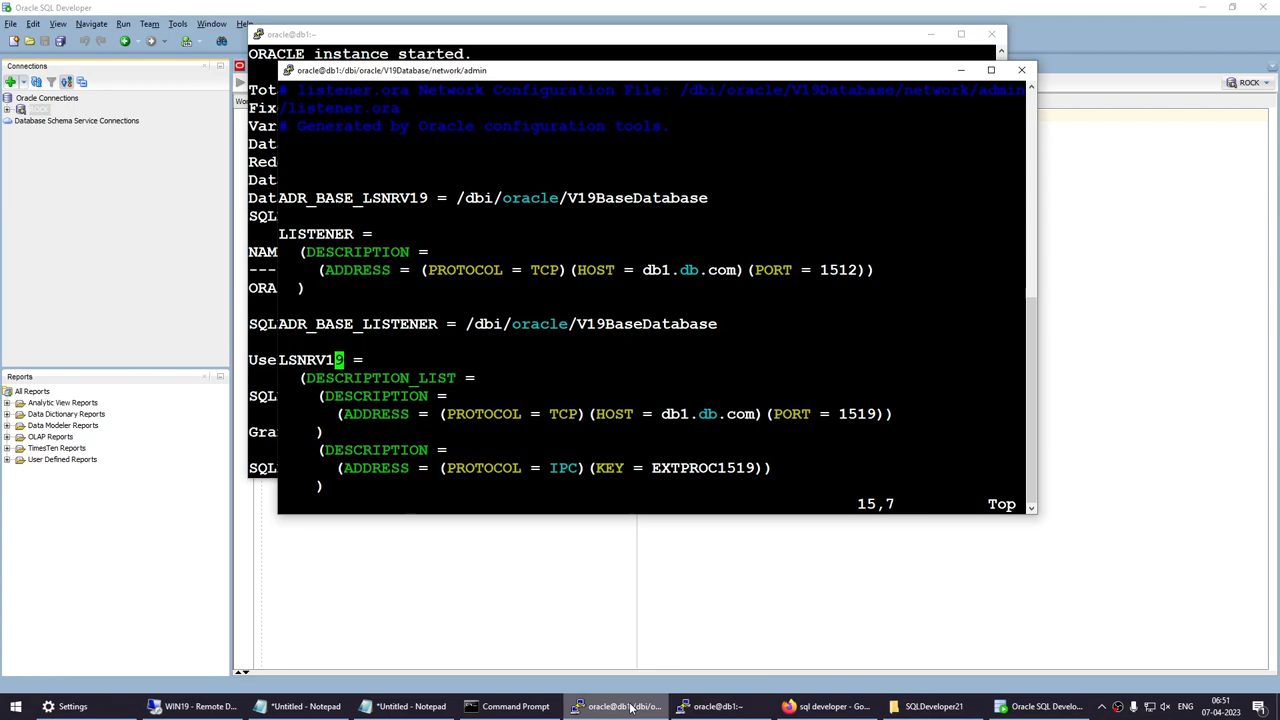 Oracle SQL Developer
File Edit View Navigate Run Team Tools Window Hel
oracle@db1:~
ORACLE instance started.
Connections
oracle@db1:/dbi/oracle/V19Database/network/admin
ROCK
Oracle Connections
Database Schema Service Connections
Wor
Tot
# listener.ora Network Configuration File: /dbi/oracle/V19Database/network/admin
Fix
/listener.ora
Var
# Generated by Oracle configuration tools.
Dat
Red
Dat
Dat
ADR_BASE_LSNRV19 = /dbi/oracle/V19BaseDatabase
SQL
LISTENER =
NAM
(DESCRIPTION =
---
(ADDRESS = (PROTOCOL = TCP)(HOST = db1.db.com)(PORT = 1512))
ORA
)
SQL
ADR_BASE_LISTENER = /dbi/oracle/V19BaseDatabase
Use
LSNRV19 =
(DESCRIPTION_LIST =
SQL
(DESCRIPTION =
(ADDRESS = (PROTOCOL = TCP)(HOST = db1.db.com)(PORT = 1519))
Gra
)
(DESCRIPTION =
SQL
(ADDRESS = (PROTOCOL = IPC)(KEY = EXTPROC1519))
)
15,7 Top
Reports
All Reports
Analytic View Reports
Data Dictionary Reports
Data Modeler Reports
OLAP Reports
TimesTen Reports
User Defined Reports
Settings
WIN19 - Remote D...
*Untitled - Notepad
*Untitled - Notepad
Command Prompt
oracle@db1:/dbi/o...
oracle@db1:~
sql developer - Go...
SQLDeveloper21
Oracle SQL Develo...
ENG
06:51
07-04-2023